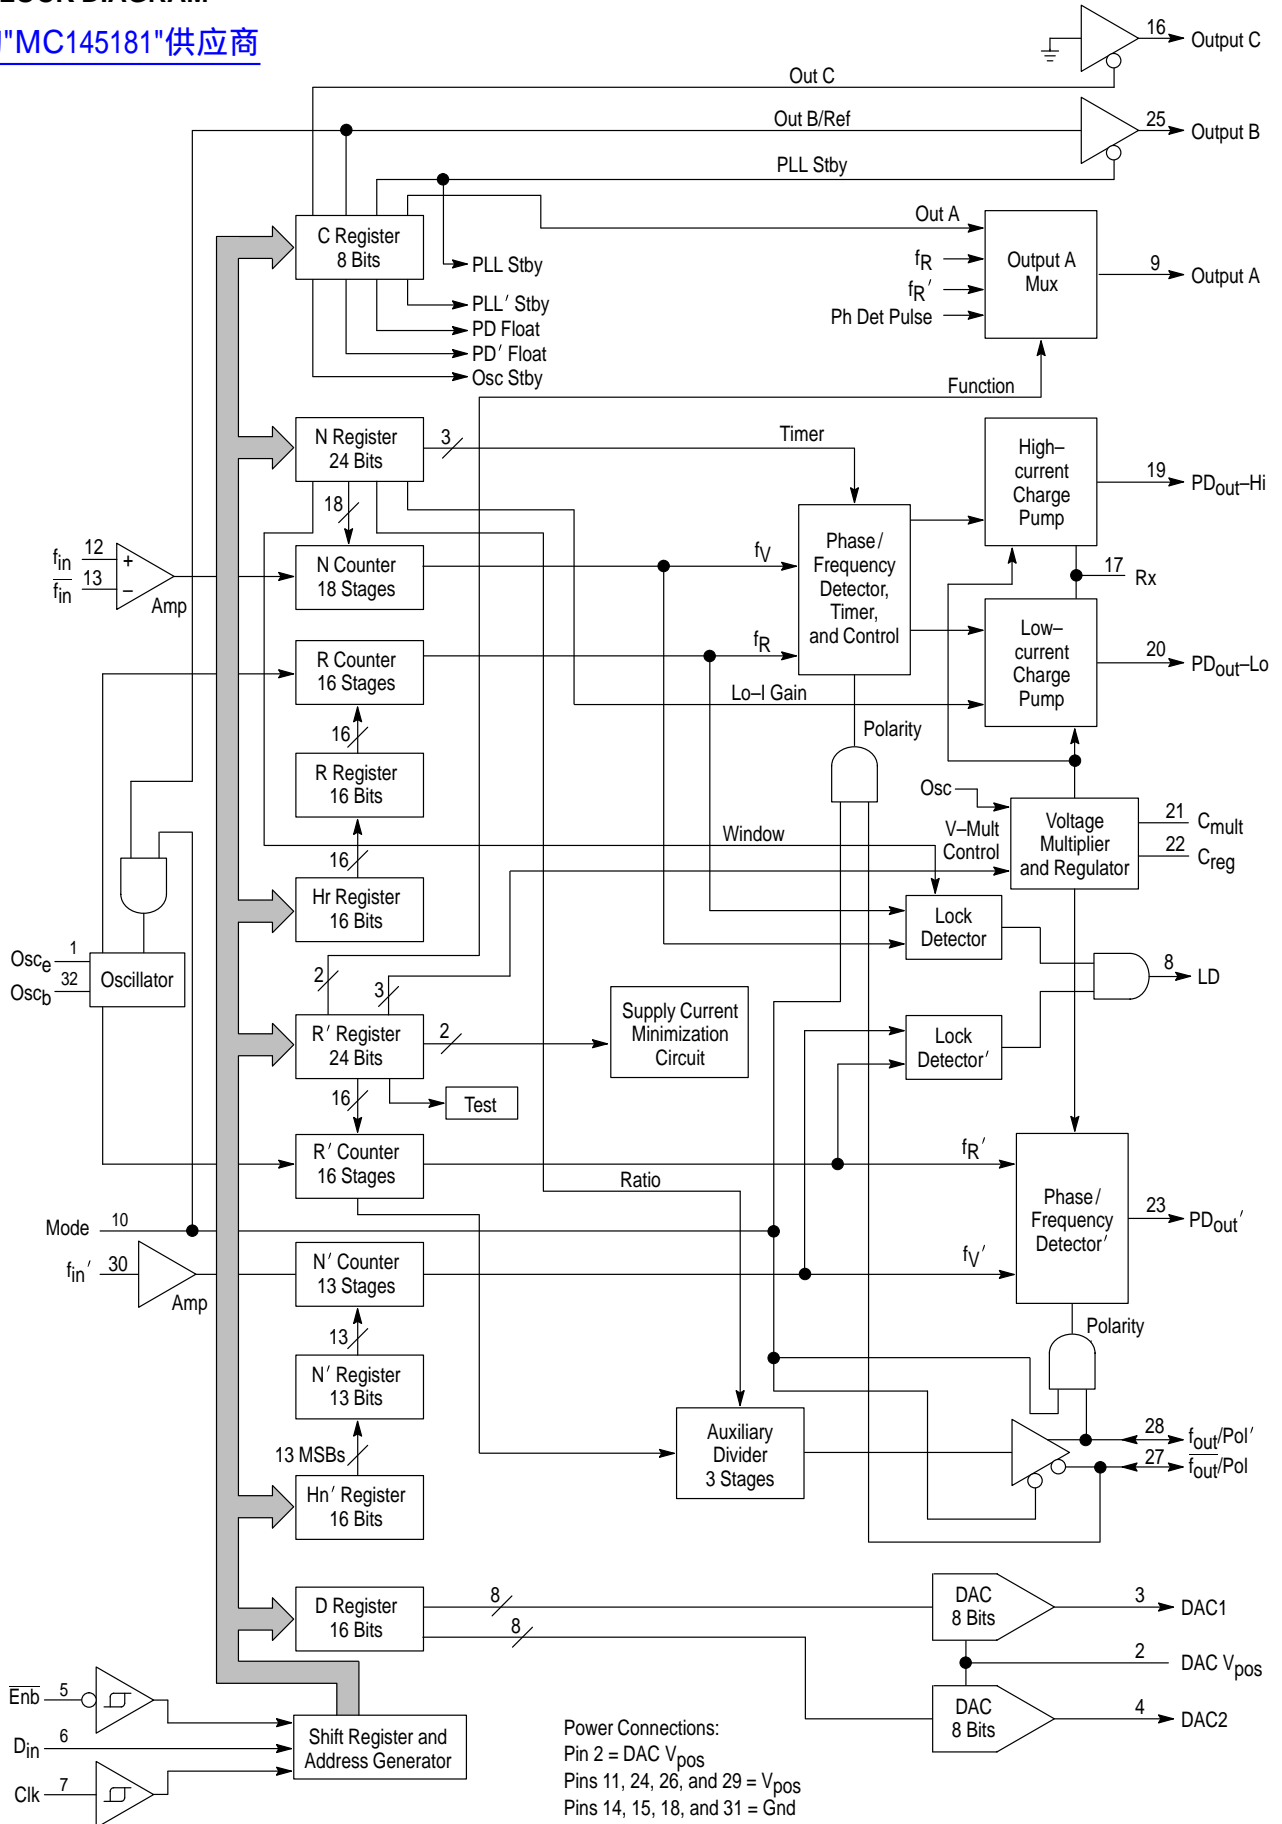 LOCK DIAGRAM
"MC145181"供应商
16
Output C
Out C
Out B/Ref
25
Output B
PLL Stby
C Register
8 Bits
Out A
fR
fR′
Ph Det Pulse
Output A
Mux
9
Output A
PLL Stby
PLL′ Stby
PD Float
PD′ Float
Osc Stby
Function
N Register
24 Bits
3
Timer
High–
current
Charge
Pump
19
PDout–Hi
18
fin
12
+
fin
13
–
Amp
N Counter
18 Stages
fV
Phase/
Frequency
Detector,
Timer,
and Control
17
Rx
R Counter
16 Stages
fR
Low–
current
Charge
Pump
20
PDout–Lo
Lo–I Gain
16
Polarity
R Register
16 Bits
Osc
Window
V–Mult
Control
Voltage
Multiplier
and Regulator
21
Cmult
22
Creg
16
Hr Register
16 Bits
Lock
Detector
Osce
1
Oscb
32
Oscillator
2
3
8
LD
R′ Register
24 Bits
2
Supply Current
Minimization
Circuit
Lock
Detector′
16
Test
R′ Counter
16 Stages
fR′
Ratio
Phase/
Frequency
Detector′
23
PDout′
Mode
10
fin′
30
Amp
N′ Counter
13 Stages
fV′
13
Polarity
N′ Register
13 Bits
13 MSBs
Auxiliary
Divider
3 Stages
28
fout/Pol′
27
fout/Pol
Hn′ Register
16 Bits
D Register
16 Bits
8
8
DAC
8 Bits
3
DAC1
2
DAC Vpos
DAC
8 Bits
4
DAC2
Enb
5
Din
6
Clk
7
Shift Register and
Address Generator
Power Connections:
Pin 2 = DAC Vpos
Pins 11, 24, 26, and 29 = Vpos
Pins 14, 15, 18, and 31 = Gnd